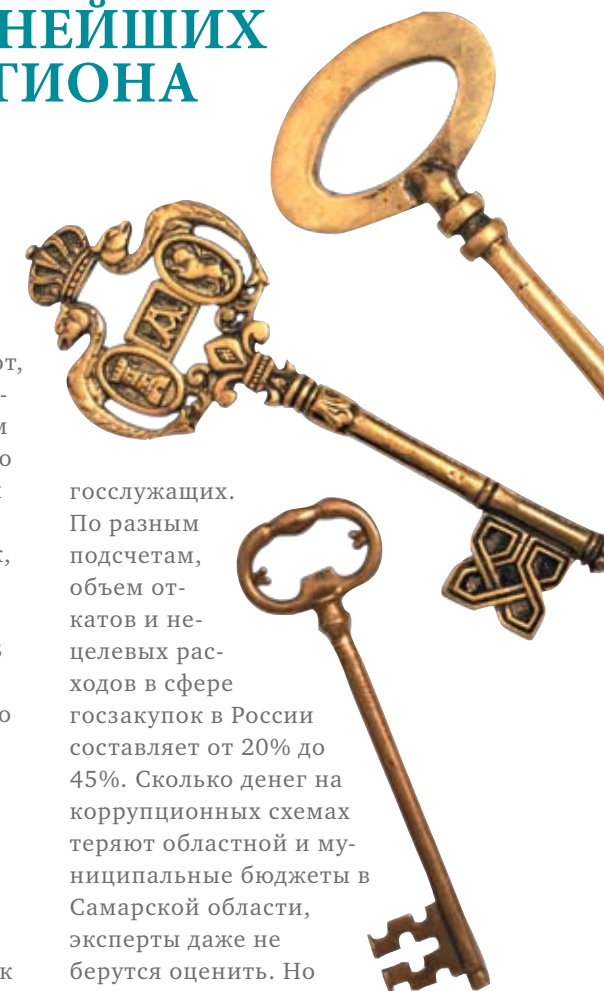 НЕЙШИХ
ГИОНА
от,
-
м
о
к,
в
о
к
госслужащих.
По разным
подсчетам,
объем от-
катов и не-
целевых рас-
ходов в сфере
госзакупок в России
составляет от 20% до
45%. Сколько денег на
коррупционных схемах
теряют областной и му-
ниципальные бюджеты в
Самарской области,
эксперты даже не
берутся оценить. Но